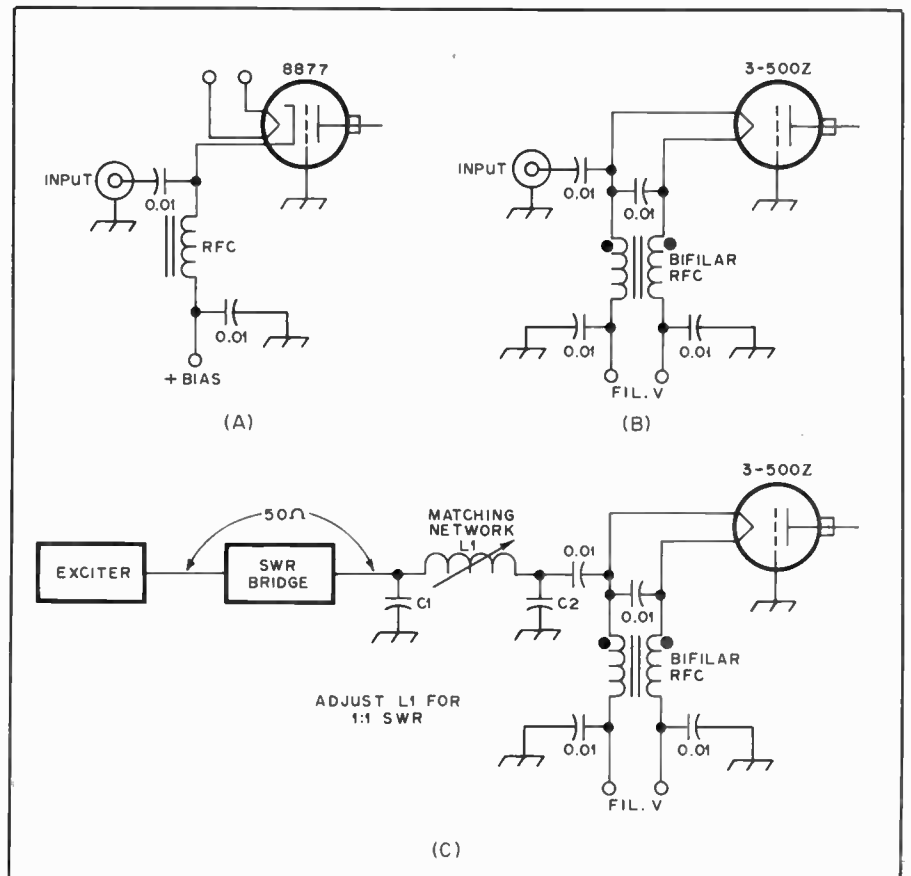 8877
INPUT
0.01
RFC
0.01
+ BIAS
(A)
3-500Z
INPUT
0.01
0.01
BIFILAR
RFC
0.01
0.01
FIL. V
(B)
3-500Z
50Ω
MATCHING
NETWORK
L1
0.01
EXCITER
SWR
BRIDGE
C1
C2
0.01
BIFILAR
RFC
ADJUST L1 FOR
1:1 SWR
0.01
0.01
FIL. V
(C)